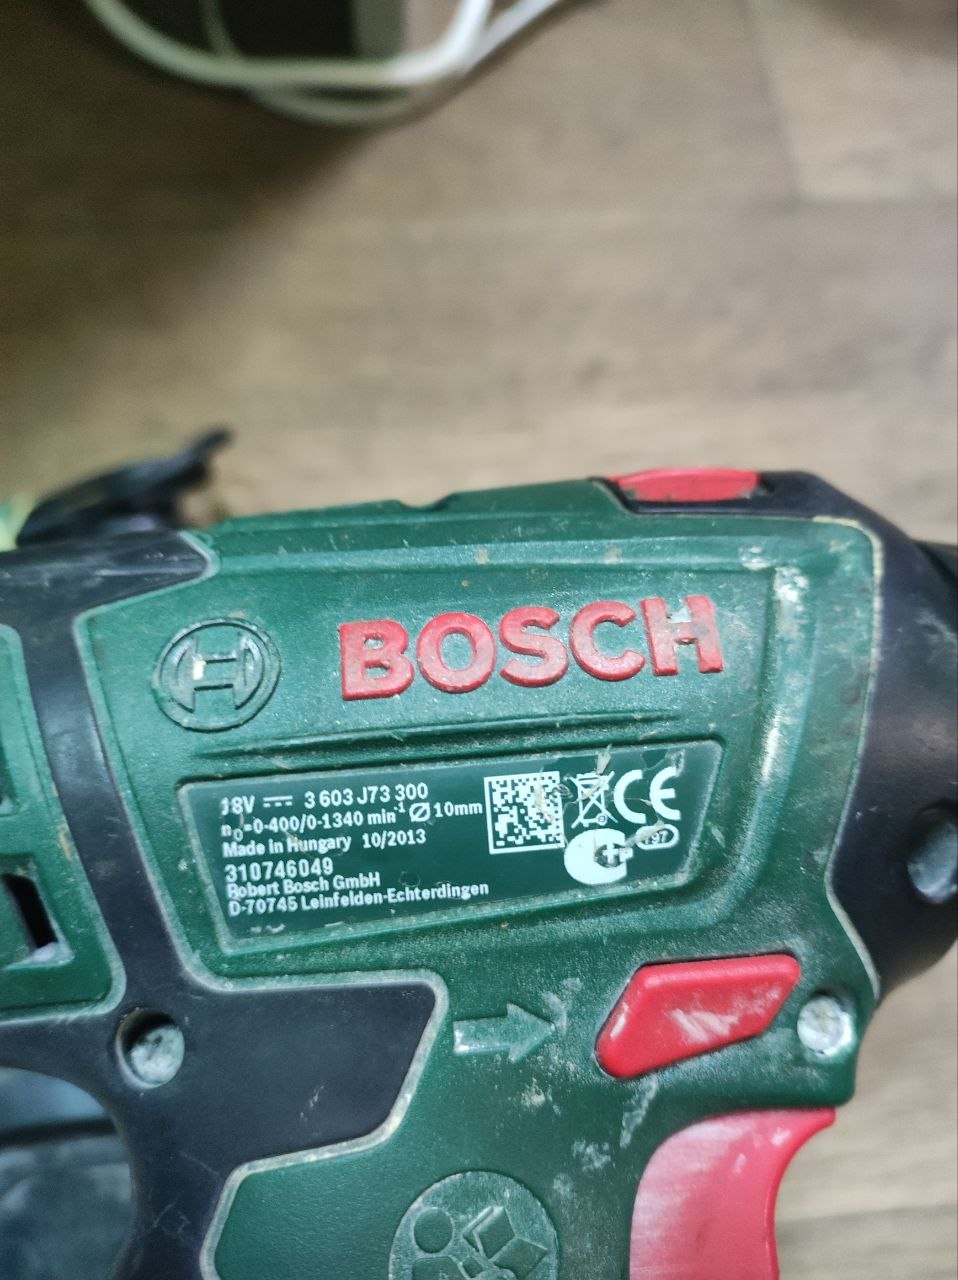 BOSCH
18V 3 603 J73 300
n₀=0-400/0-1340 min⁻¹ Ø 10mm
Made in Hungary 10/2013
310746049
Robert Bosch GmbH
D-70745 Leinfelden-Echterdingen
CE